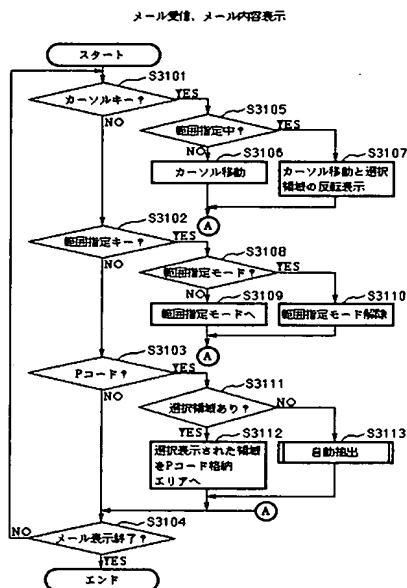 メール受信、メール内容表示
スタート
S3101
カーソルキー?
YES
NO
S3105
範囲指定中?
YES
NO
S3106
カーソル移動
S3107
カーソル移動と選択
領域の反転表示
A
S3102
範囲指定キー?
YES
NO
S3108
範囲指定モード?
YES
NO
S3109
範囲指定モードへ
S3110
範囲指定モード解除
A
S3103
Pコード?
YES
NO
S3111
選択領域あり?
NO
YES
S3112
選択表示された領域
をPコード格納
エリアへ
S3113
自動抽出
A
S3104
メール表示終了?
NO
YES
エンド